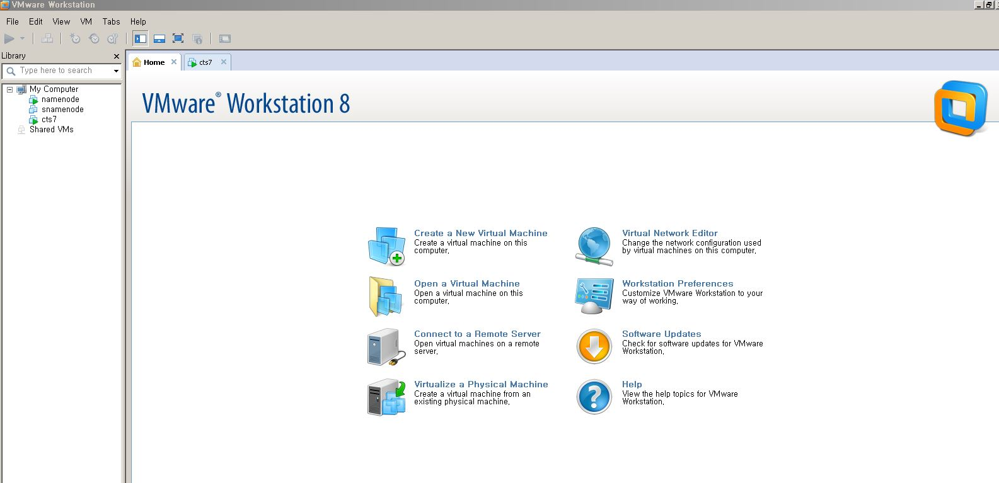 VMware Workstation
File Edit View VM Tabs Help
Library
Type here to search
My Computer
namenode
snamenode
cts7
Shared VMs
Home cts7
VMware® Workstation 8
Create a New Virtual Machine
Create a virtual machine on this
computer.
Open a Virtual Machine
Open a virtual machine on this
computer.
Connect to a Remote Server
Open virtual machines on a remote
server.
Virtualize a Physical Machine
Create a virtual machine from an
existing physical machine.
Virtual Network Editor
Change the network configuration used
by virtual machines on this computer.
Workstation Preferences
Customize VMware Workstation to your
way of working.
Software Updates
Check for software updates for VMware
Workstation.
Help
View the help topics for VMware
Workstation.